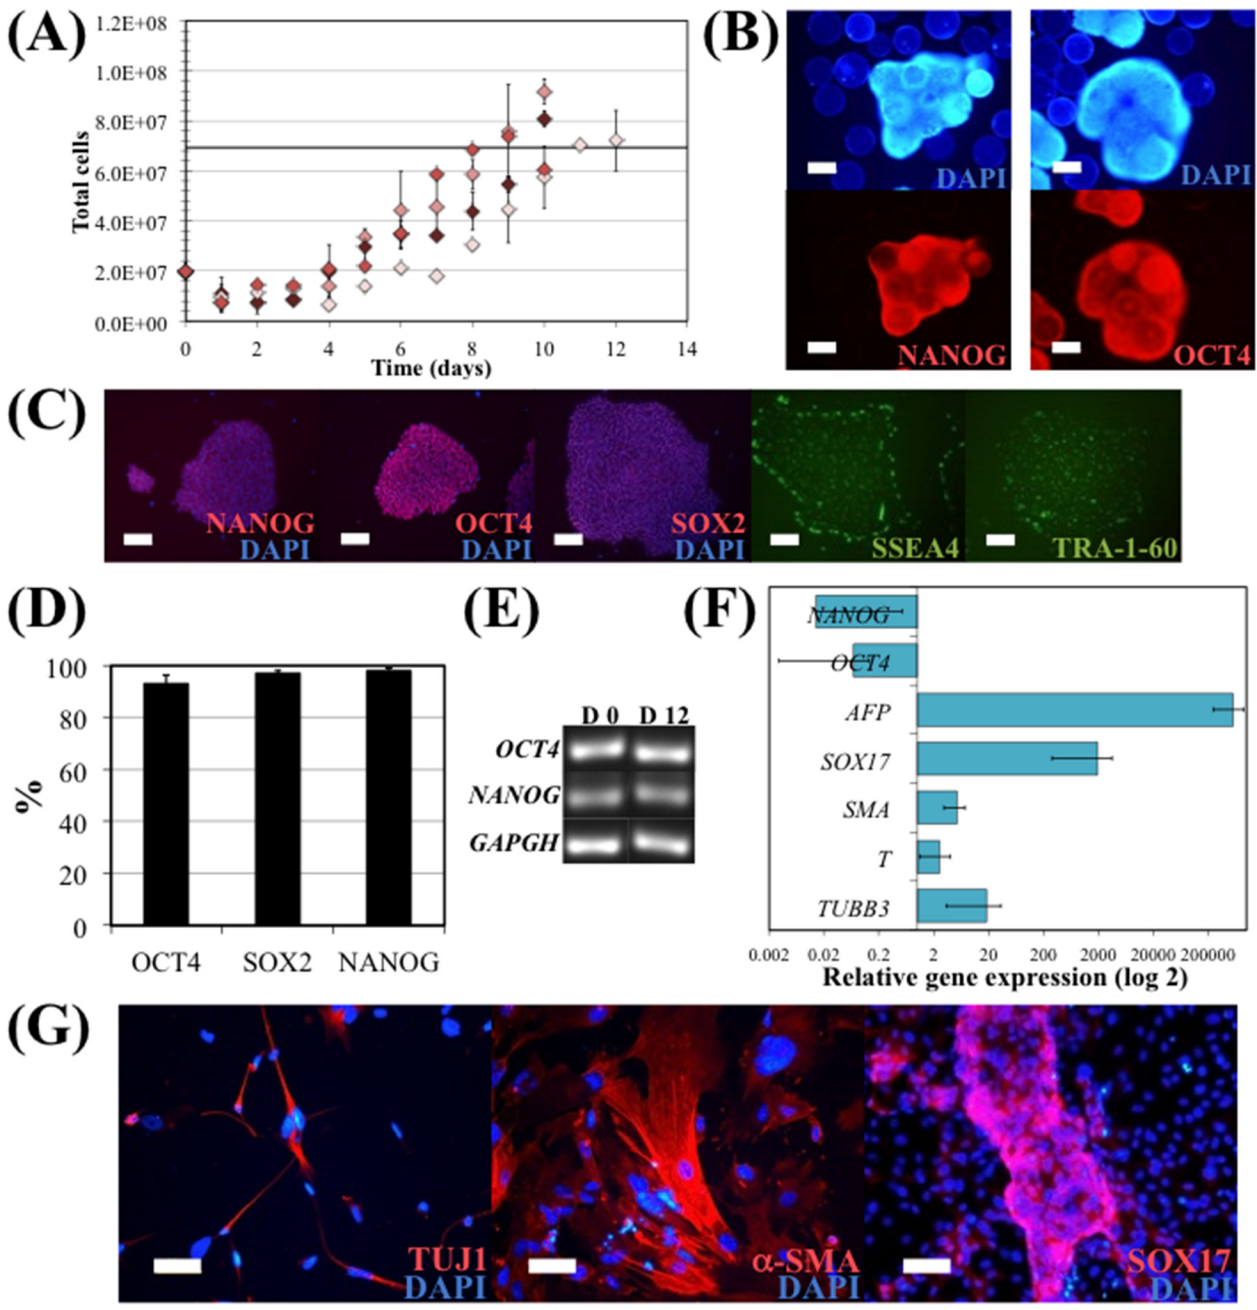 (A)
1.2E+08
1.0E+08
8.0E+07
6.0E+07
4.0E+07
2.0E+07
0.0E+00
Total cells
0 2 4 6 8 10 12 14
Time (days)
(B)
DAPI DAPI
NANOG OCT4
(C)
NANOG OCT4 SOX2 SSEA4 TRA-1-60
DAPI DAPI DAPI
(D)
100
80
60
40
20
0
%
OCT4 SOX2 NANOG
(E)
D 0 D 12
OCT4
NANOG
GAPGH
(F)
NANOG
OCT4
AFP
SOX17
SMA
T
TUBB3
0.002 0.02 0.2 2 20 200 2000 20000 200000
Relative gene expression (log 2)
(G)
TUJ1 α-SMA SOX17
DAPI DAPI DAPI